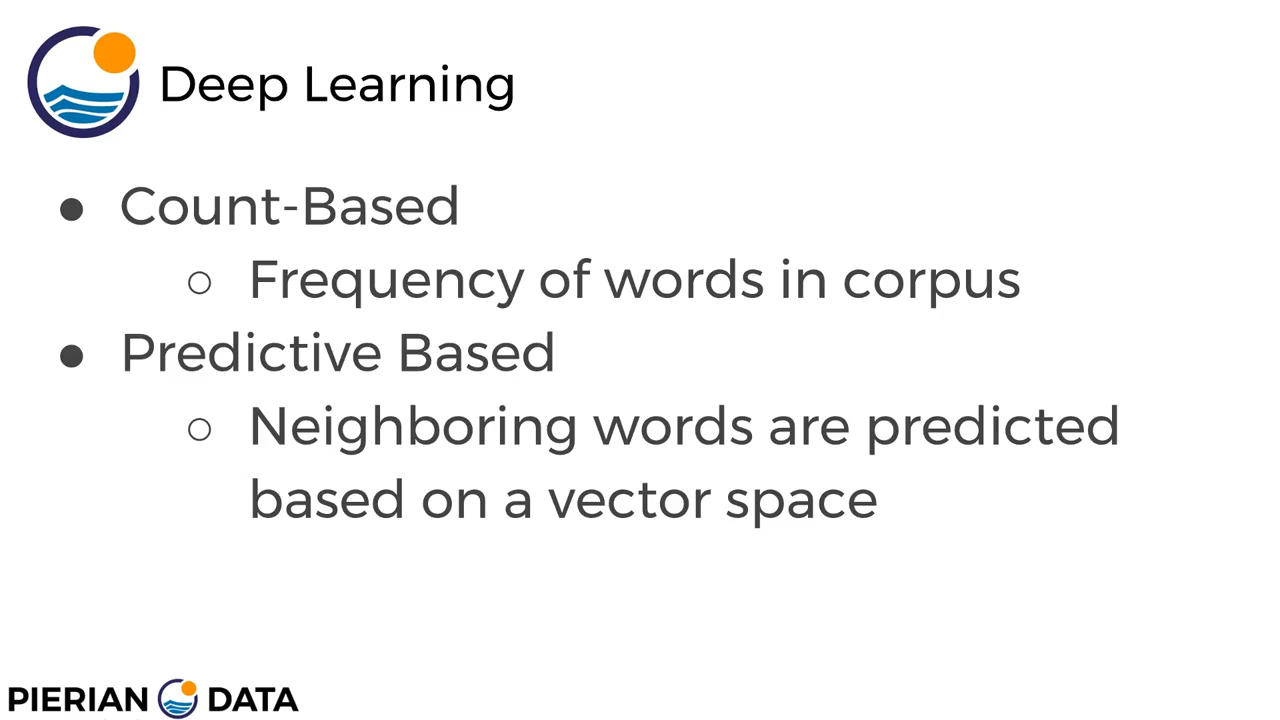 Deep Learning
● Count-Based
○ Frequency of words in corpus
● Predictive Based
○ Neighboring words are predicted
based on a vector space
PIERIAN DATA